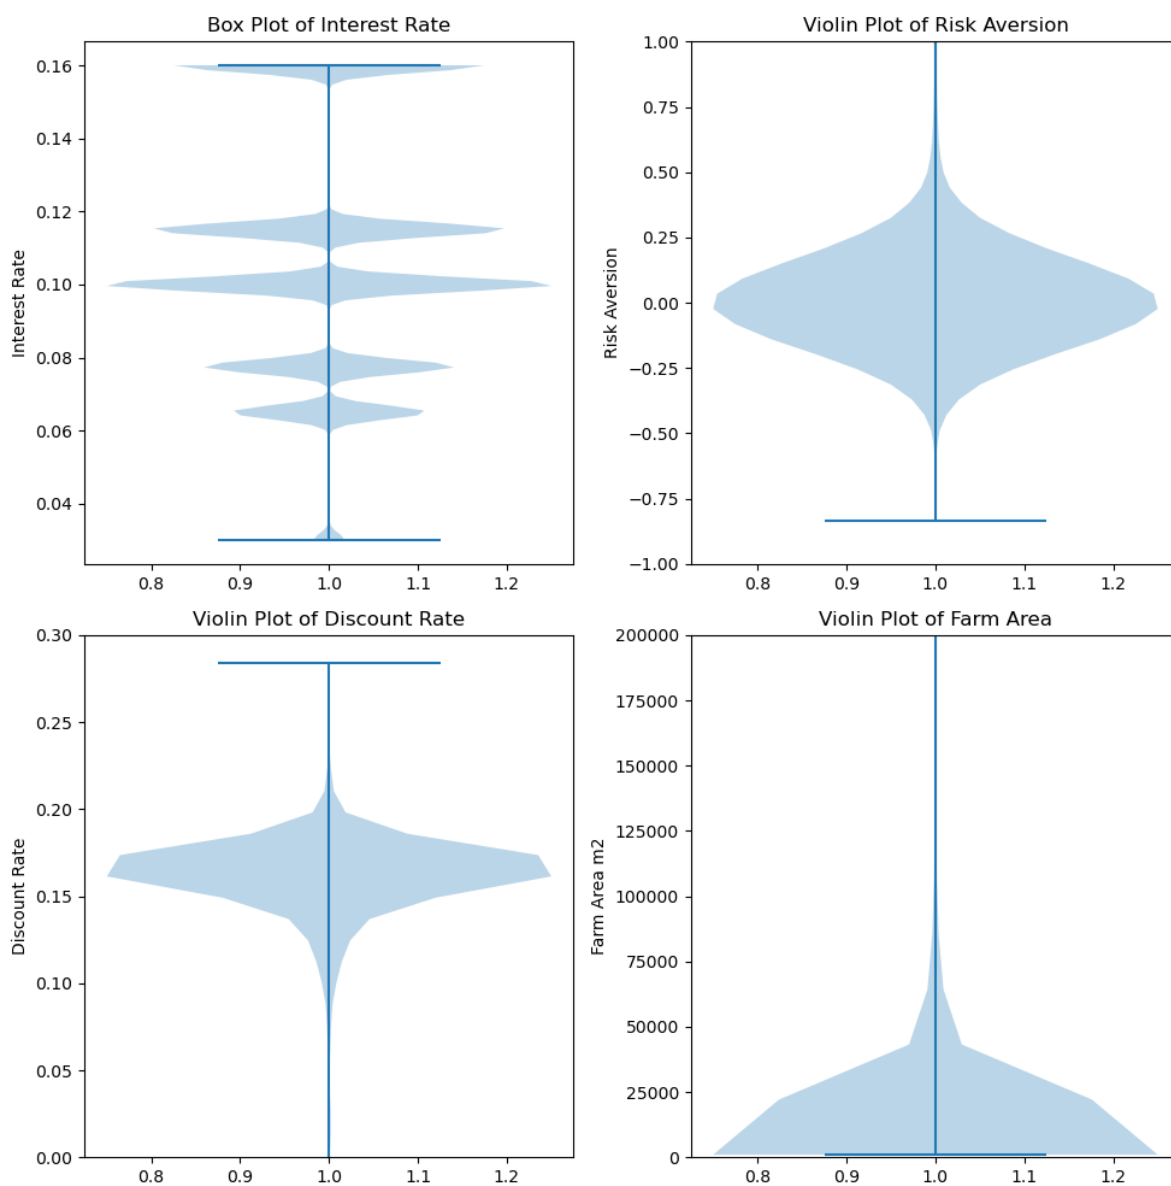 Box Plot of Interest Rate
Interest Rate
0.16
0.14
0.12
0.10
0.08
0.06
0.04
0.8 0.9 1.0 1.1 1.2
Violin Plot of Risk Aversion
Risk Aversion
1.00
0.75
0.50
0.25
0.00
−0.25
−0.50
−0.75
−1.00
0.8 0.9 1.0 1.1 1.2
Violin Plot of Discount Rate
Discount Rate
0.30
0.25
0.20
0.15
0.10
0.05
0.00
0.8 0.9 1.0 1.1 1.2
Violin Plot of Farm Area
Farm Area m2
200000
175000
150000
125000
100000
75000
50000
25000
0
0.8 0.9 1.0 1.1 1.2